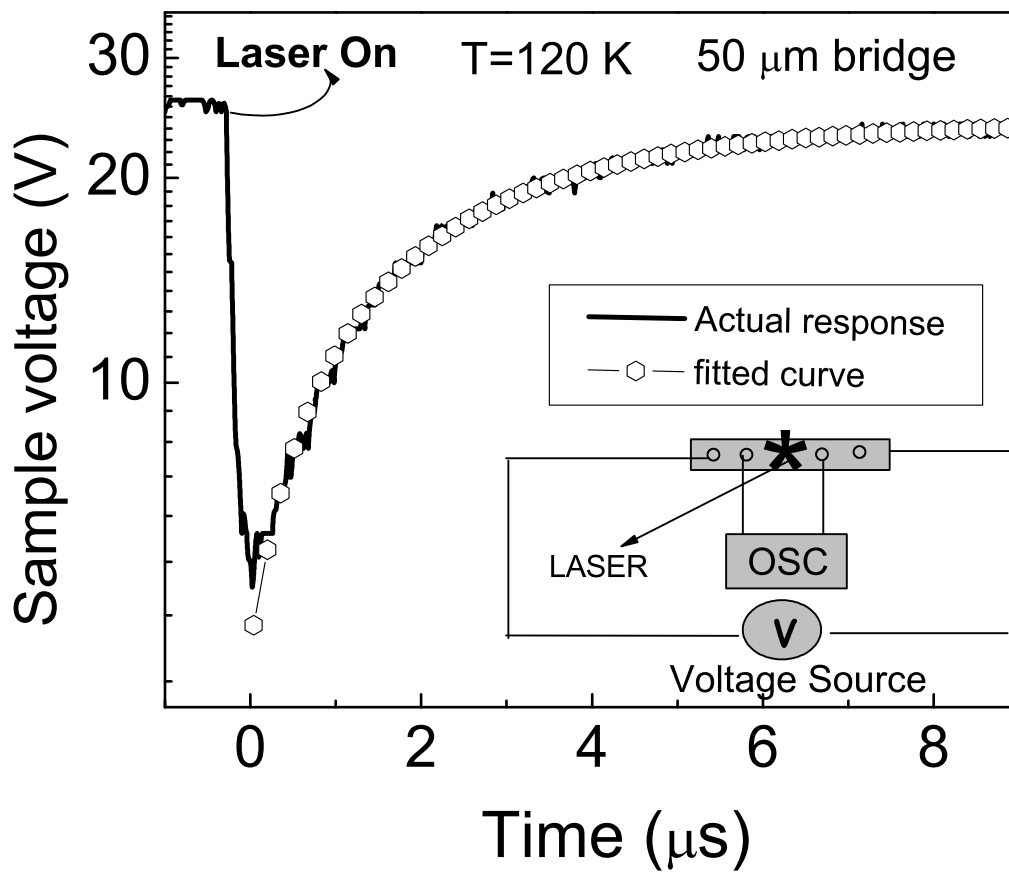 Laser On T=120 K 50 μm bridge
30
20
10
Sample voltage (V)
Actual response
fitted curve
LASER
OSC
V
Voltage Source
0 2 4 6 8
Time (μs)